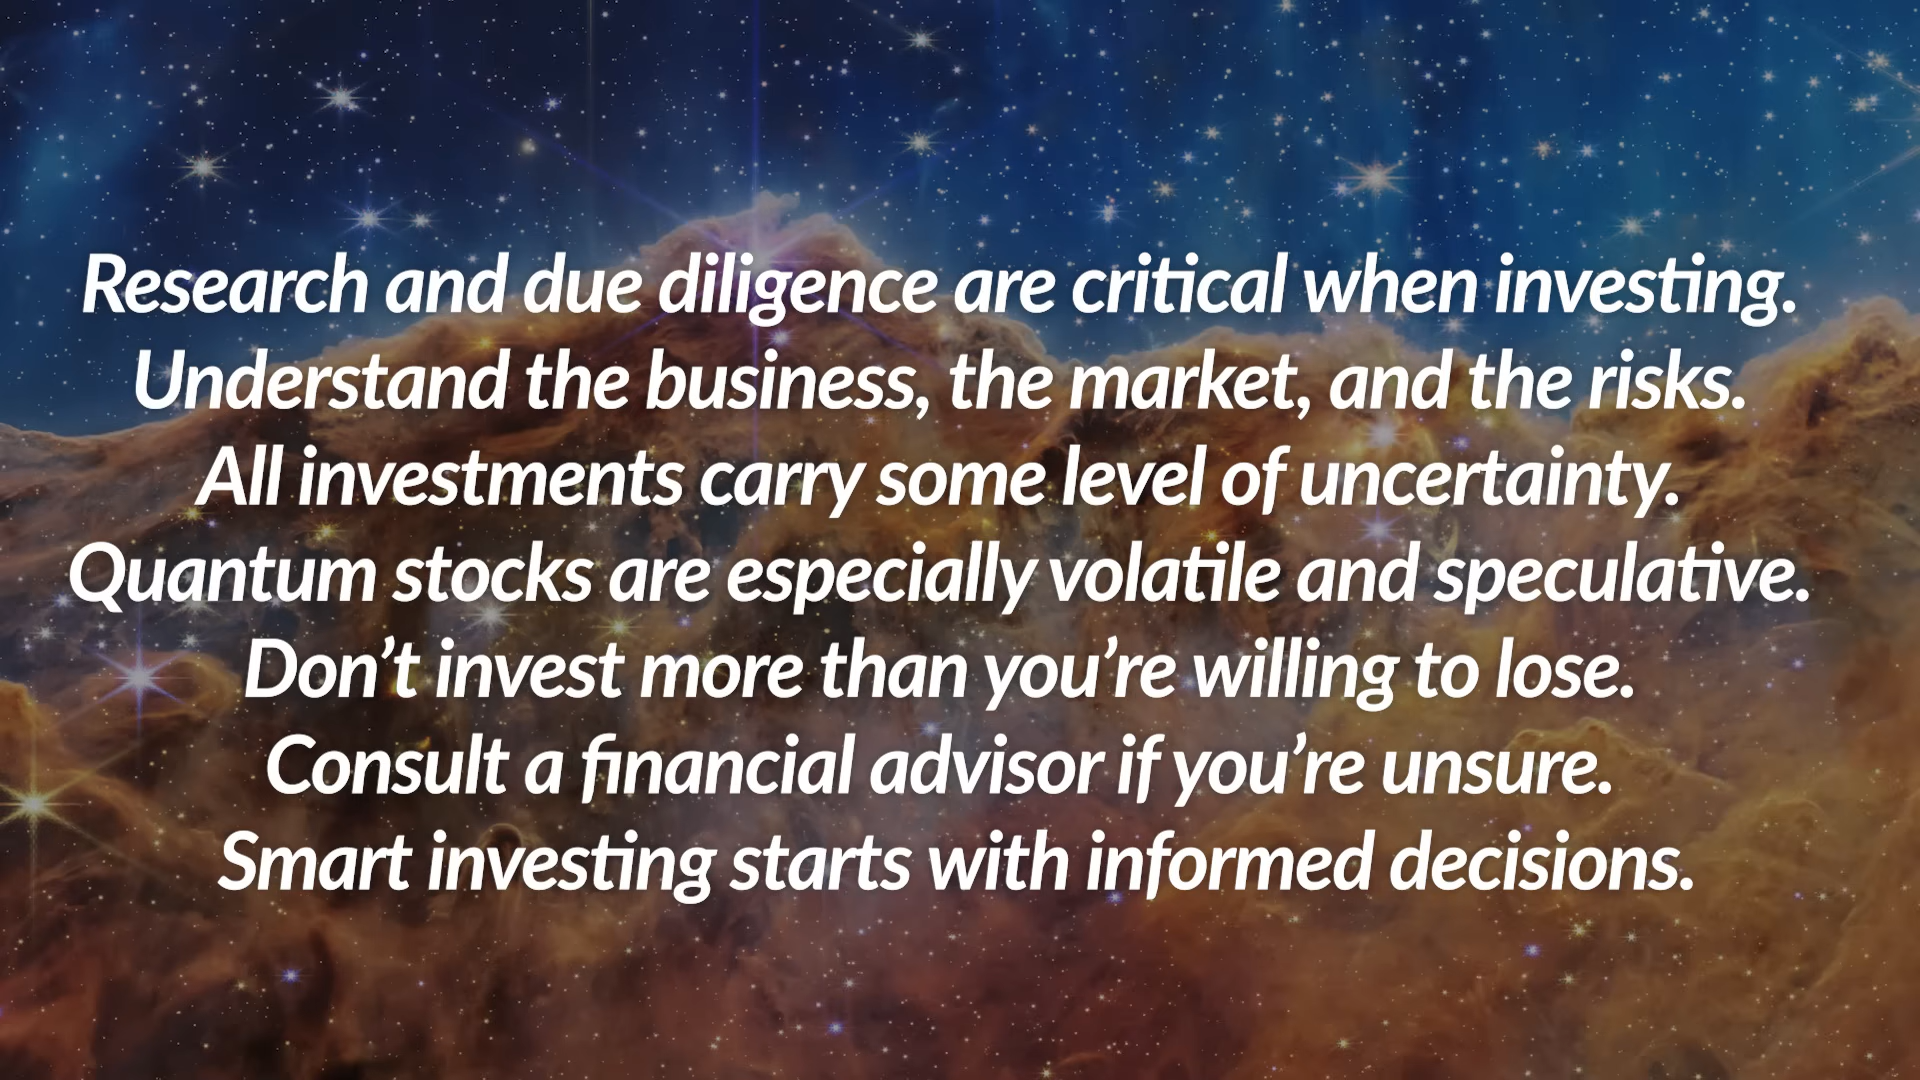 Research and due diligence are critical when investing.
Understand the business, the market, and the risks.
All investments carry some level of uncertainty.
Quantum stocks are especially volatile and speculative.
Don’t invest more than you’re willing to lose.
Consult a financial advisor if you’re unsure.
Smart investing starts with informed decisions.